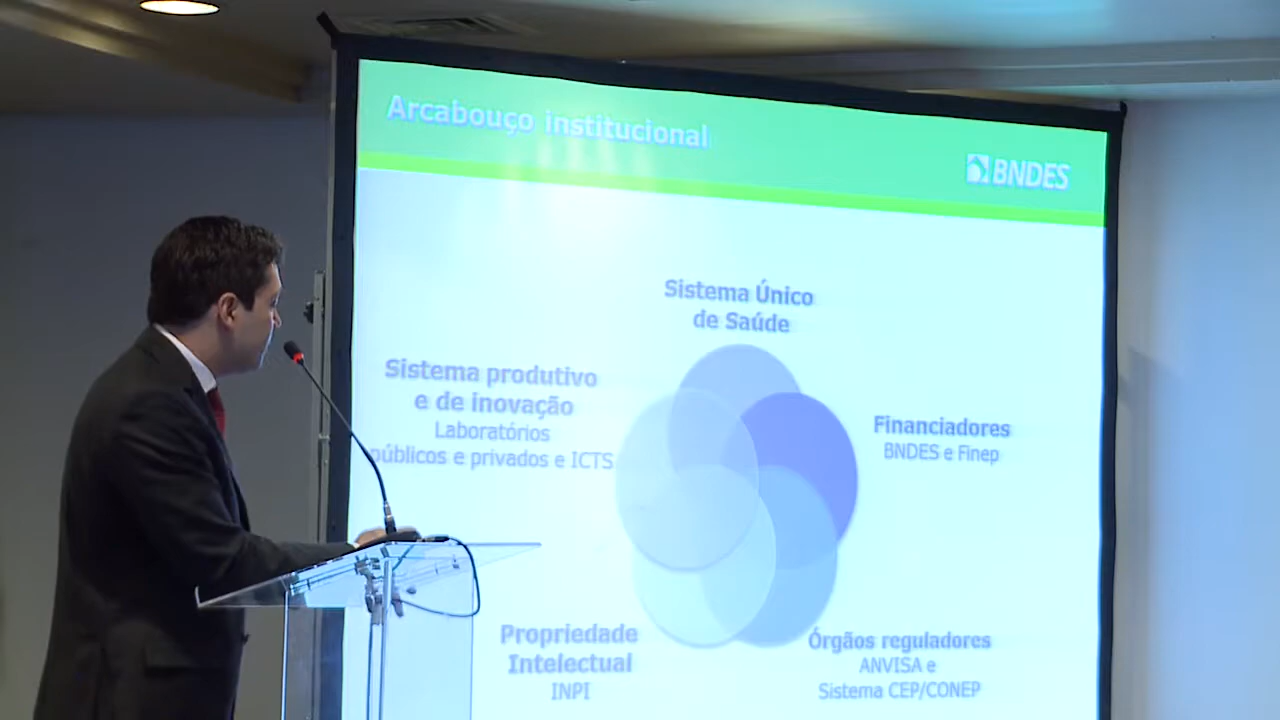 Arcabouço institucional
BNDES
Sistema Único
de Saúde
Sistema produtivo
e de inovação
Laboratórios
públicos e privados e ICTS
Financiadores
BNDES e Finep
Propriedade
Intelectual
INPI
Órgãos reguladores
ANVISA e
Sistema CEP/CONEP